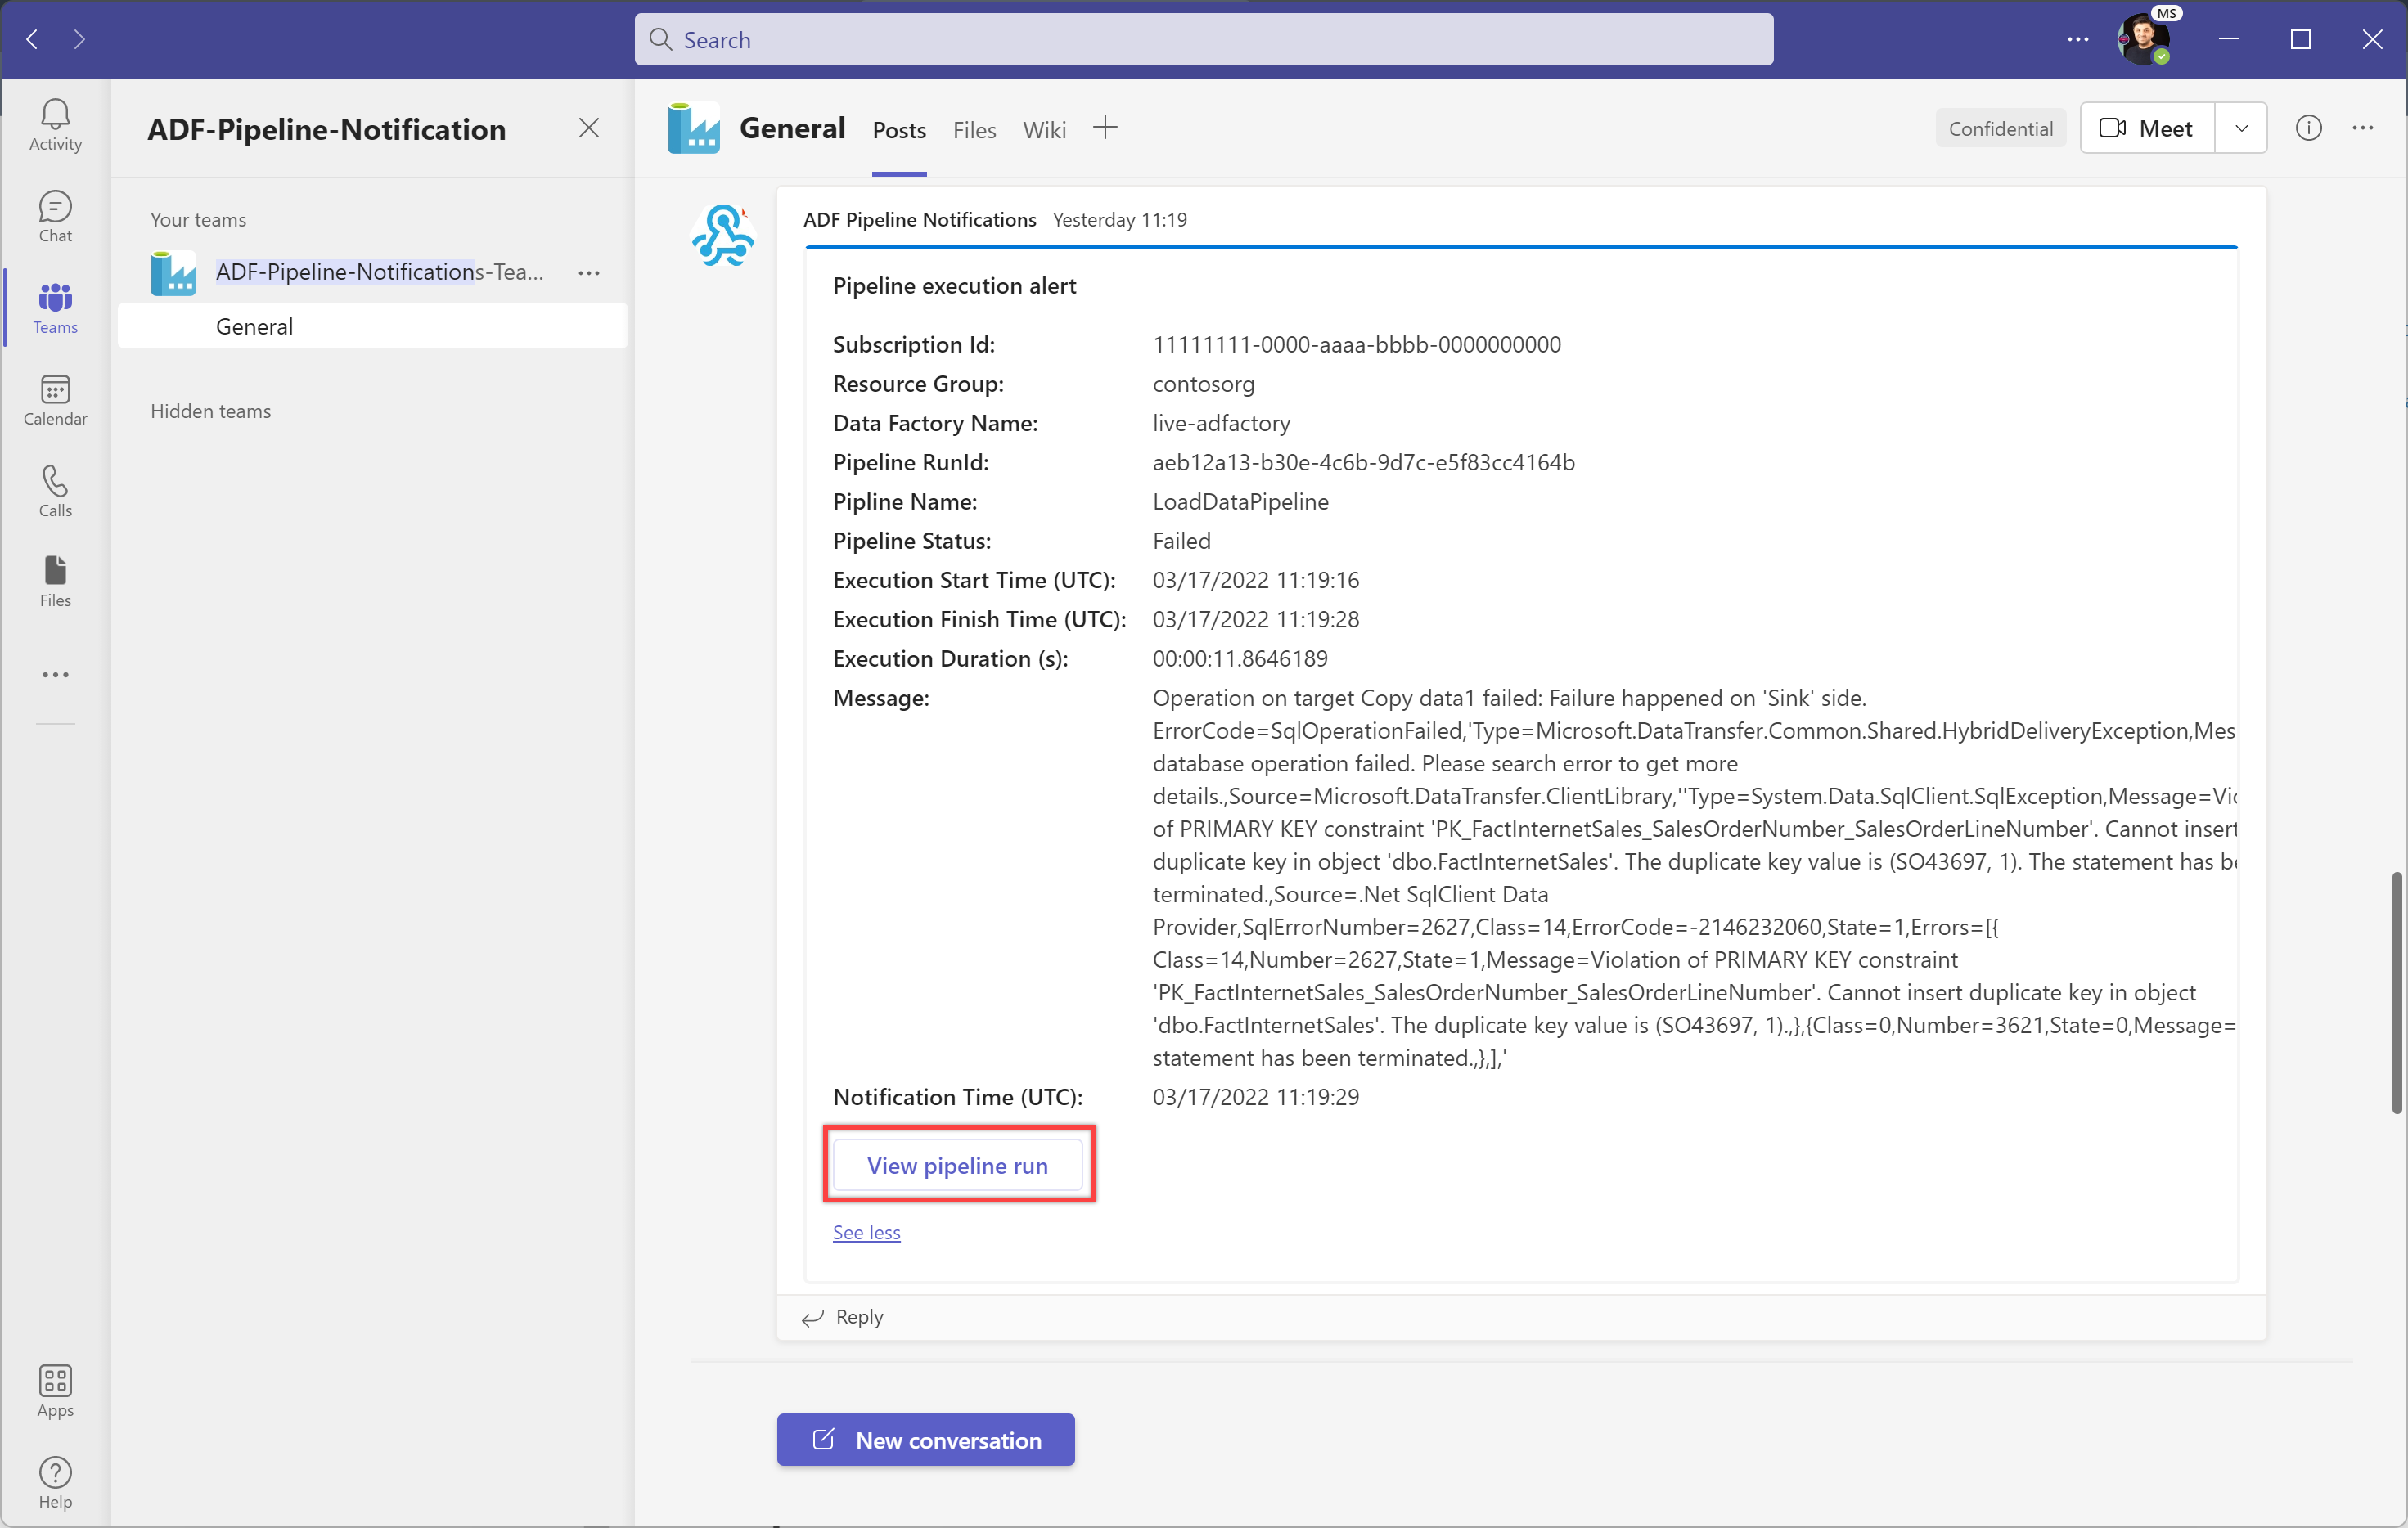 Search
MS
Activity
Chat
Teams
Calendar
Calls
Files
Apps
Help
ADF-Pipeline-Notification
Your teams
ADF-Pipeline-Notifications-Tea...
General
Hidden teams
General Posts Files Wiki
Confidential
Meet
ADF Pipeline Notifications Yesterday 11:19
Pipeline execution alert
Subscription Id: 11111111-0000-aaaa-bbbb-0000000000
Resource Group: contosorg
Data Factory Name: live-adfactory
Pipeline RunId: aeb12a13-b30e-4c6b-9d7c-e5f83cc4164b
Pipline Name: LoadDataPipeline
Pipeline Status: Failed
Execution Start Time (UTC): 03/17/2022 11:19:16
Execution Finish Time (UTC): 03/17/2022 11:19:28
Execution Duration (s): 00:00:11.8646189
Message: Operation on target Copy data1 failed: Failure happened on 'Sink' side.
ErrorCode=SqlOperationFailed,'Type=Microsoft.DataTransfer.Common.Shared.HybridDeliveryException,Mes
database operation failed. Please search error to get more
details.,Source=Microsoft.DataTransfer.ClientLibrary,''Type=System.Data.SqlClient.SqlException,Message=Vio
of PRIMARY KEY constraint 'PK_FactInternetSales_SalesOrderNumber_SalesOrderLineNumber'. Cannot insert
duplicate key in object 'dbo.FactInternetSales'. The duplicate key value is (SO43697, 1). The statement has be
terminated.,Source=.Net SqlClient Data
Provider,SqlErrorNumber=2627,Class=14,ErrorCode=-2146232060,State=1,Errors=[{
Class=14,Number=2627,State=1,Message=Violation of PRIMARY KEY constraint
'PK_FactInternetSales_SalesOrderNumber_SalesOrderLineNumber'. Cannot insert duplicate key in object
'dbo.FactInternetSales'. The duplicate key value is (SO43697, 1).,},{Class=0,Number=3621,State=0,Message=
statement has been terminated.,},],'
Notification Time (UTC): 03/17/2022 11:19:29
View pipeline run
See less
Reply
New conversation